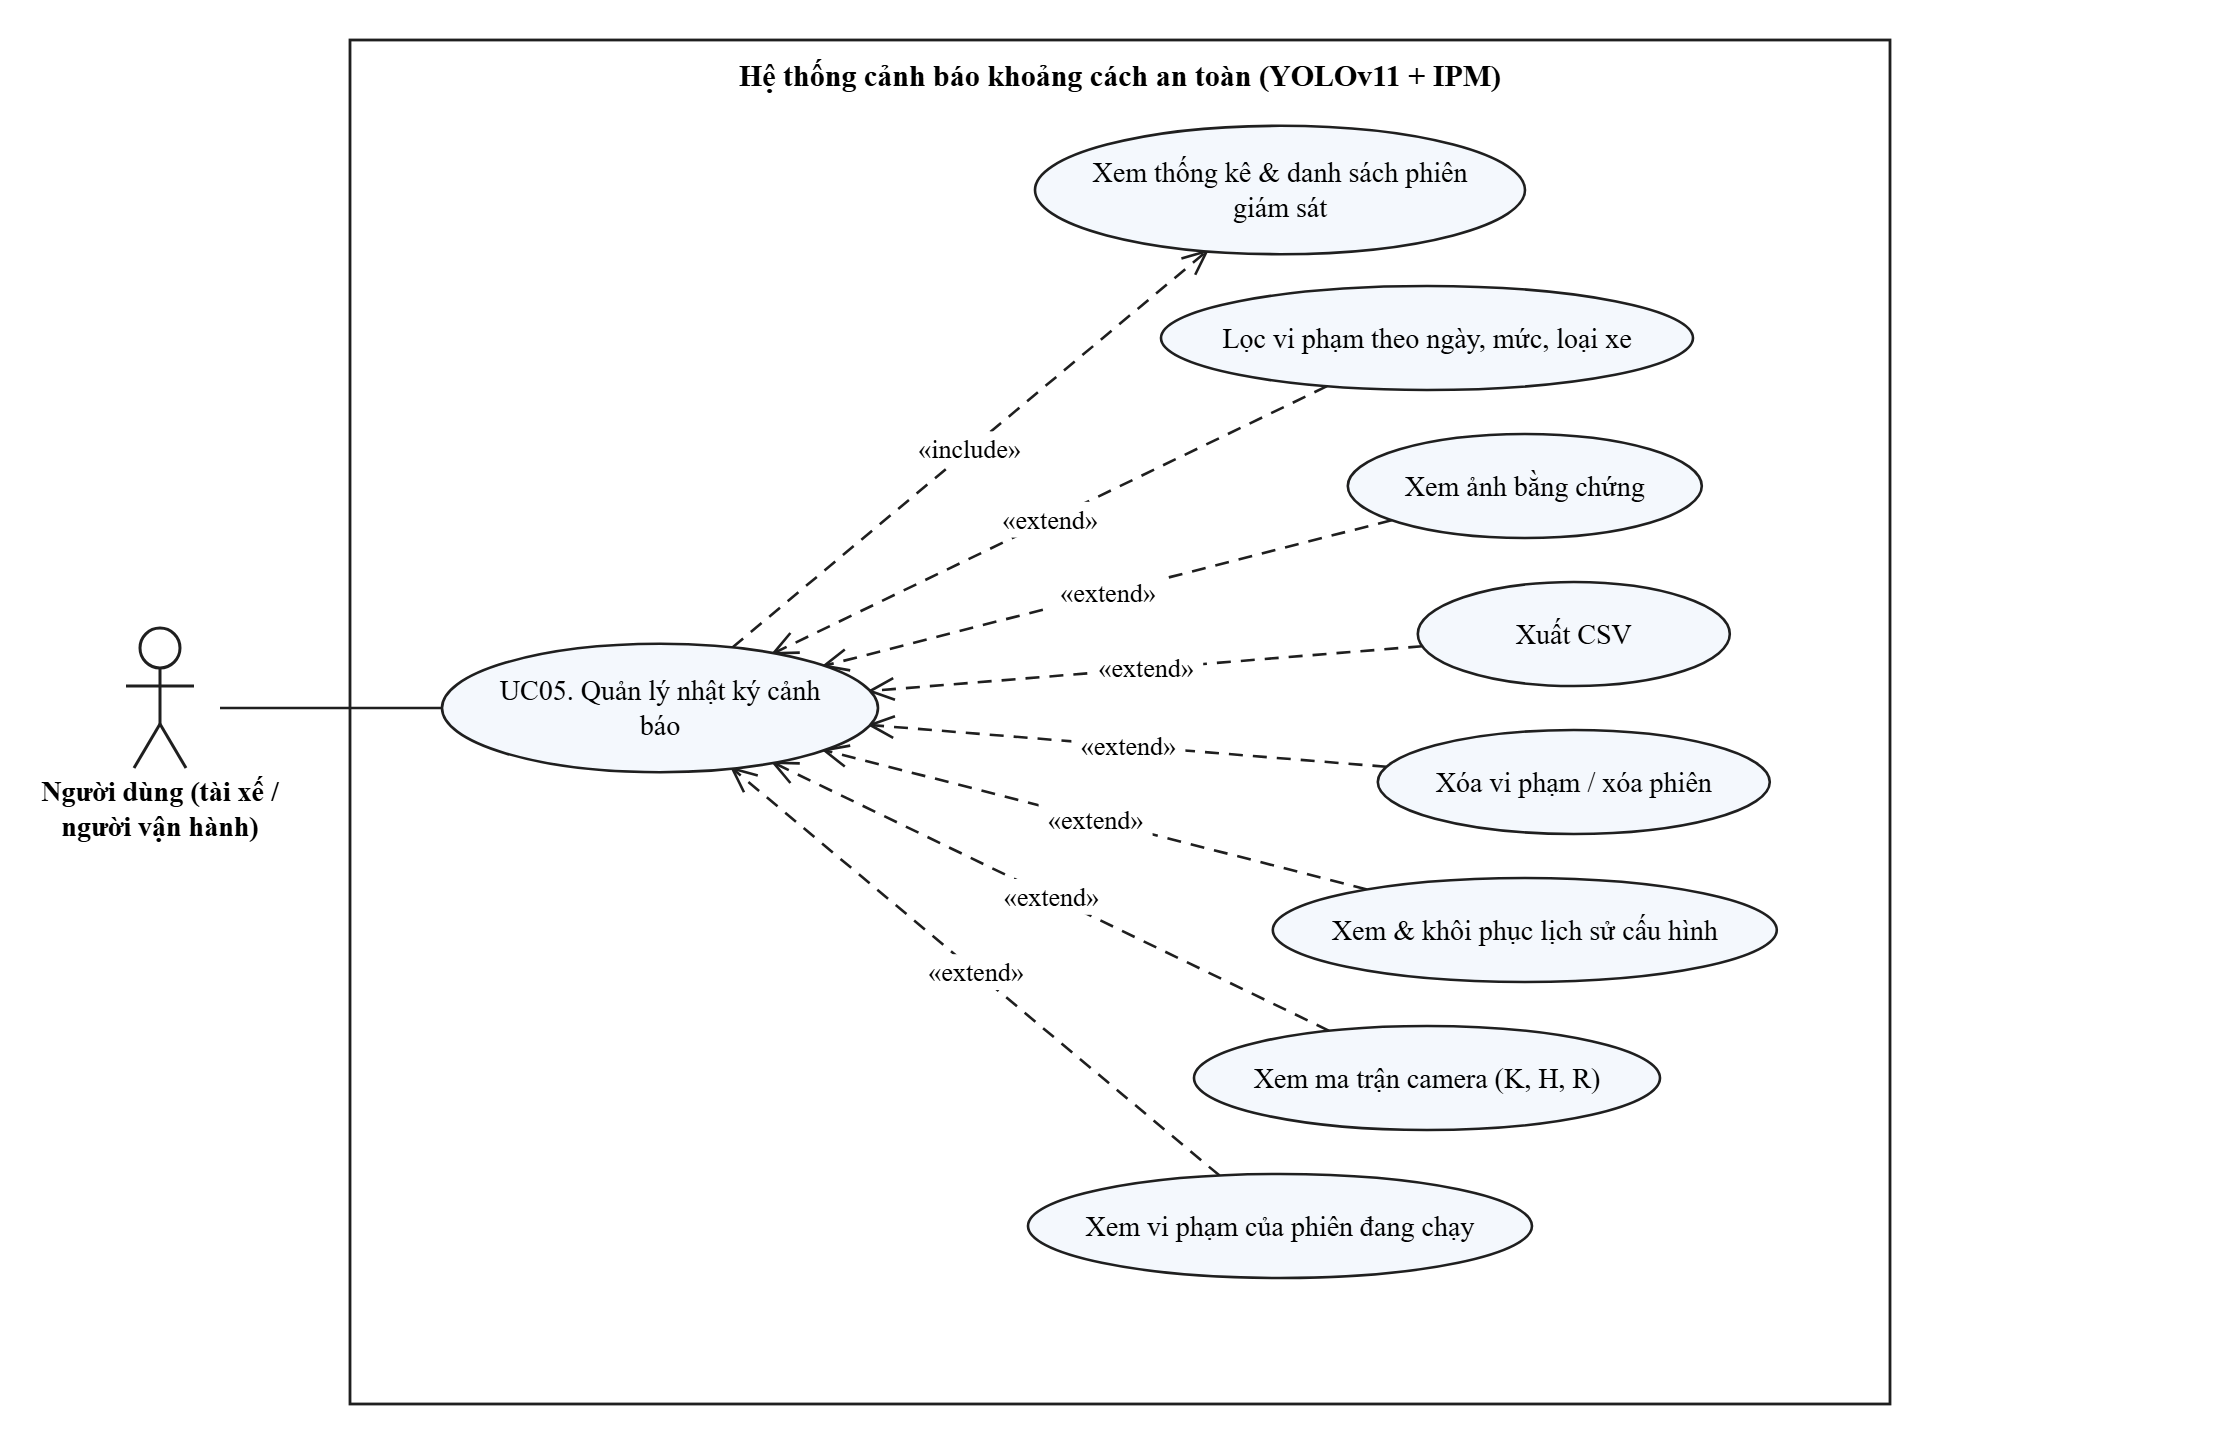 Hệ thống cảnh báo khoảng cách an toàn (YOLOv11 + IPM)
Xem thống kê & danh sách phiên
giám sát
Lọc vi phạm theo ngày, mức, loại xe
«include»
Xem ảnh bằng chứng
«extend»
«extend»
Xuất CSV
«extend»
UC05. Quản lý nhật ký cảnh
báo
«extend»
Xóa vi phạm / xóa phiên
Người dùng (tài xế /
người vận hành)
«extend»
Xem & khôi phục lịch sử cấu hình
«extend»
«extend»
Xem ma trận camera (K, H, R)
Xem vi phạm của phiên đang chạy